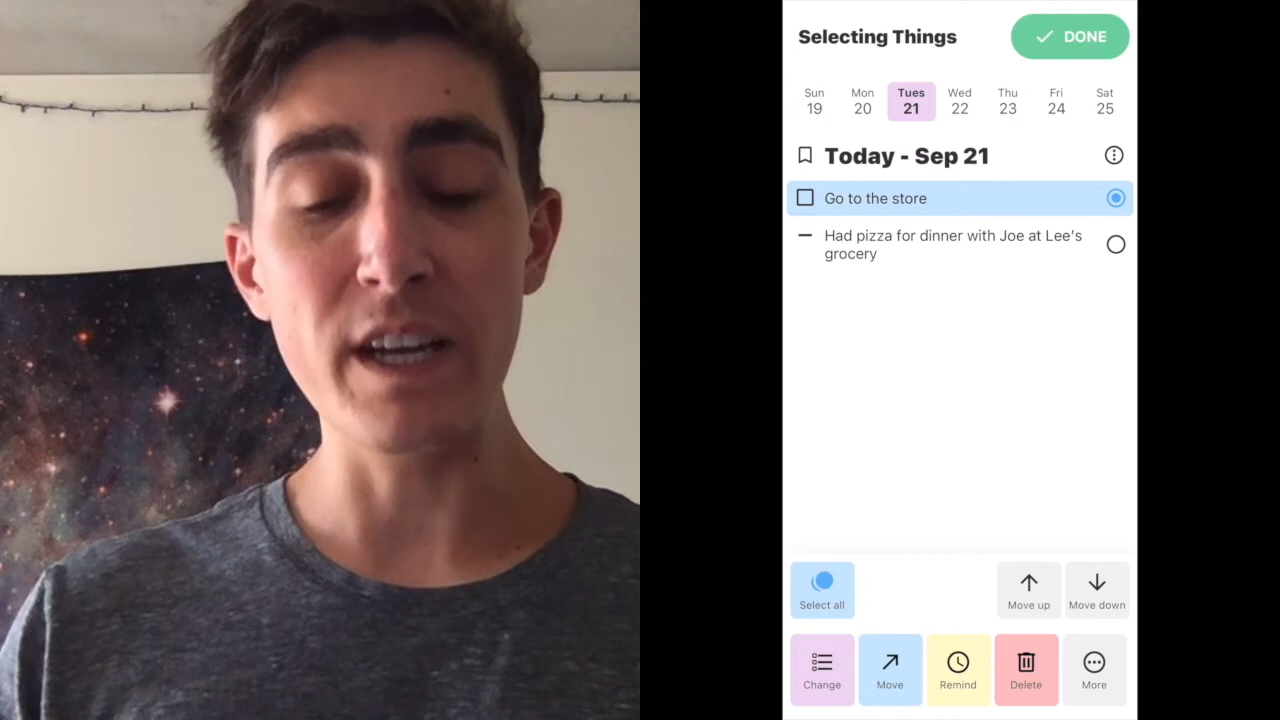 Selecting Things
DONE
Sun Mon Tues Wed Thu Fri Sat
19 20 21 22 23 24 25
Today - Sep 21
Go to the store
Had pizza for dinner with Joe at Lee's
grocery
Select all Move up Move down
Change Move Remind Delete More